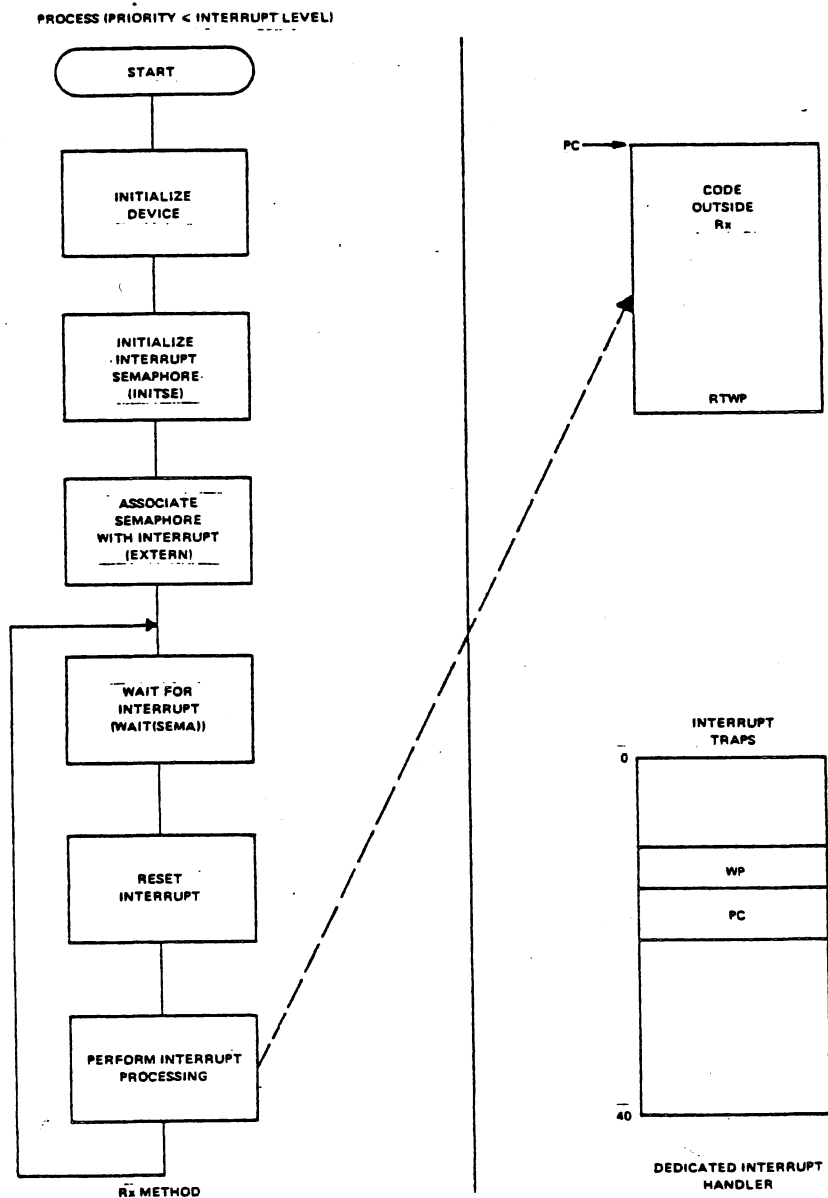 PROCESS (PRIORITY < INTERRUPT LEVEL)
START
INITIALIZE
DEVICE
INITIALIZE
INTERRUPT
SEMAPHORE
(INITSE)
ASSOCIATE
SEMAPHORE
WITH INTERRUPT
(EXTERN)
WAIT FOR
INTERRUPT
(WAIT(SEMA))
RESET
INTERRUPT
PERFORM INTERRUPT
PROCESSING
Rx METHOD
PC
CODE
OUTSIDE
Rx
RTWP
INTERRUPT
TRAPS
0
WP
PC
40
DEDICATED INTERRUPT
HANDLER